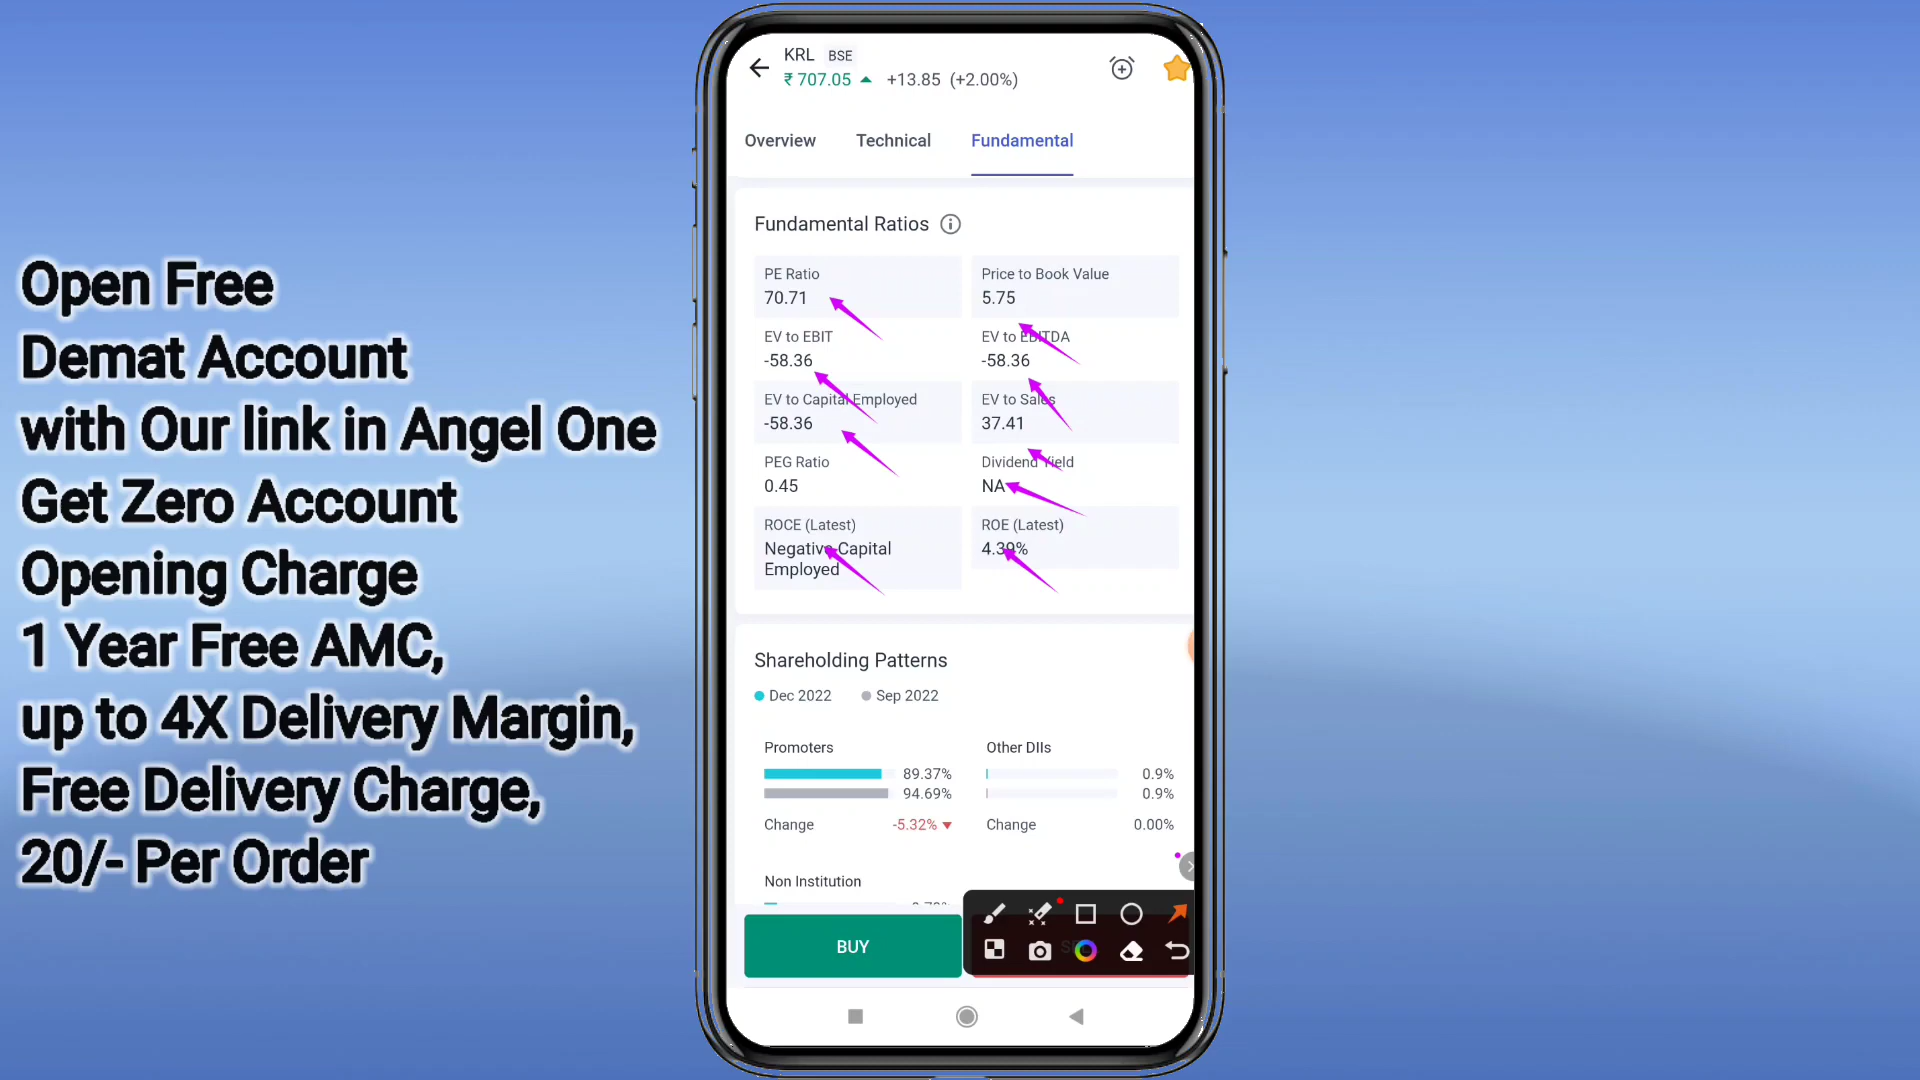 Open Free
Demat Account
with Our link in Angel One
Get Zero Account
Opening Charge
1 Year Free AMC,
up to 4X Delivery Margin,
Free Delivery Charge,
20/- Per Order
KRL BSE
₹ 707.05 +13.85 (+2.00%)
Overview Technical Fundamental
Fundamental Ratios
PE Ratio Price to Book Value
70.71 5.75
EV to EBIT EV to EBITDA
-58.36 -58.36
EV to Capital Employed EV to Sales
-58.36 37.41
PEG Ratio Dividend Yield
0.45 NA
ROCE (Latest) ROE (Latest)
Negative Capital 4.39%
Employed
Shareholding Patterns
Dec 2022 Sep 2022
Promoters Other DIIs
89.37% 0.9%
94.69% 0.9%
Change -5.32% Change 0.00%
Non Institution
BUY